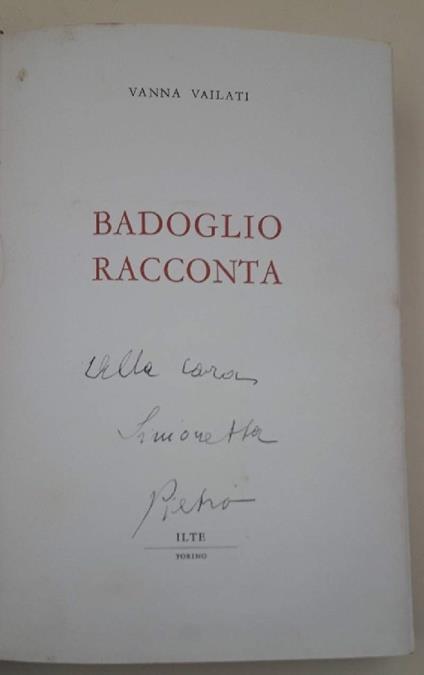 VANNA VAILATI
BADOGLIO
RACCONTA
Alla cara
Simonetta
Pietro
ILTE
TORINO